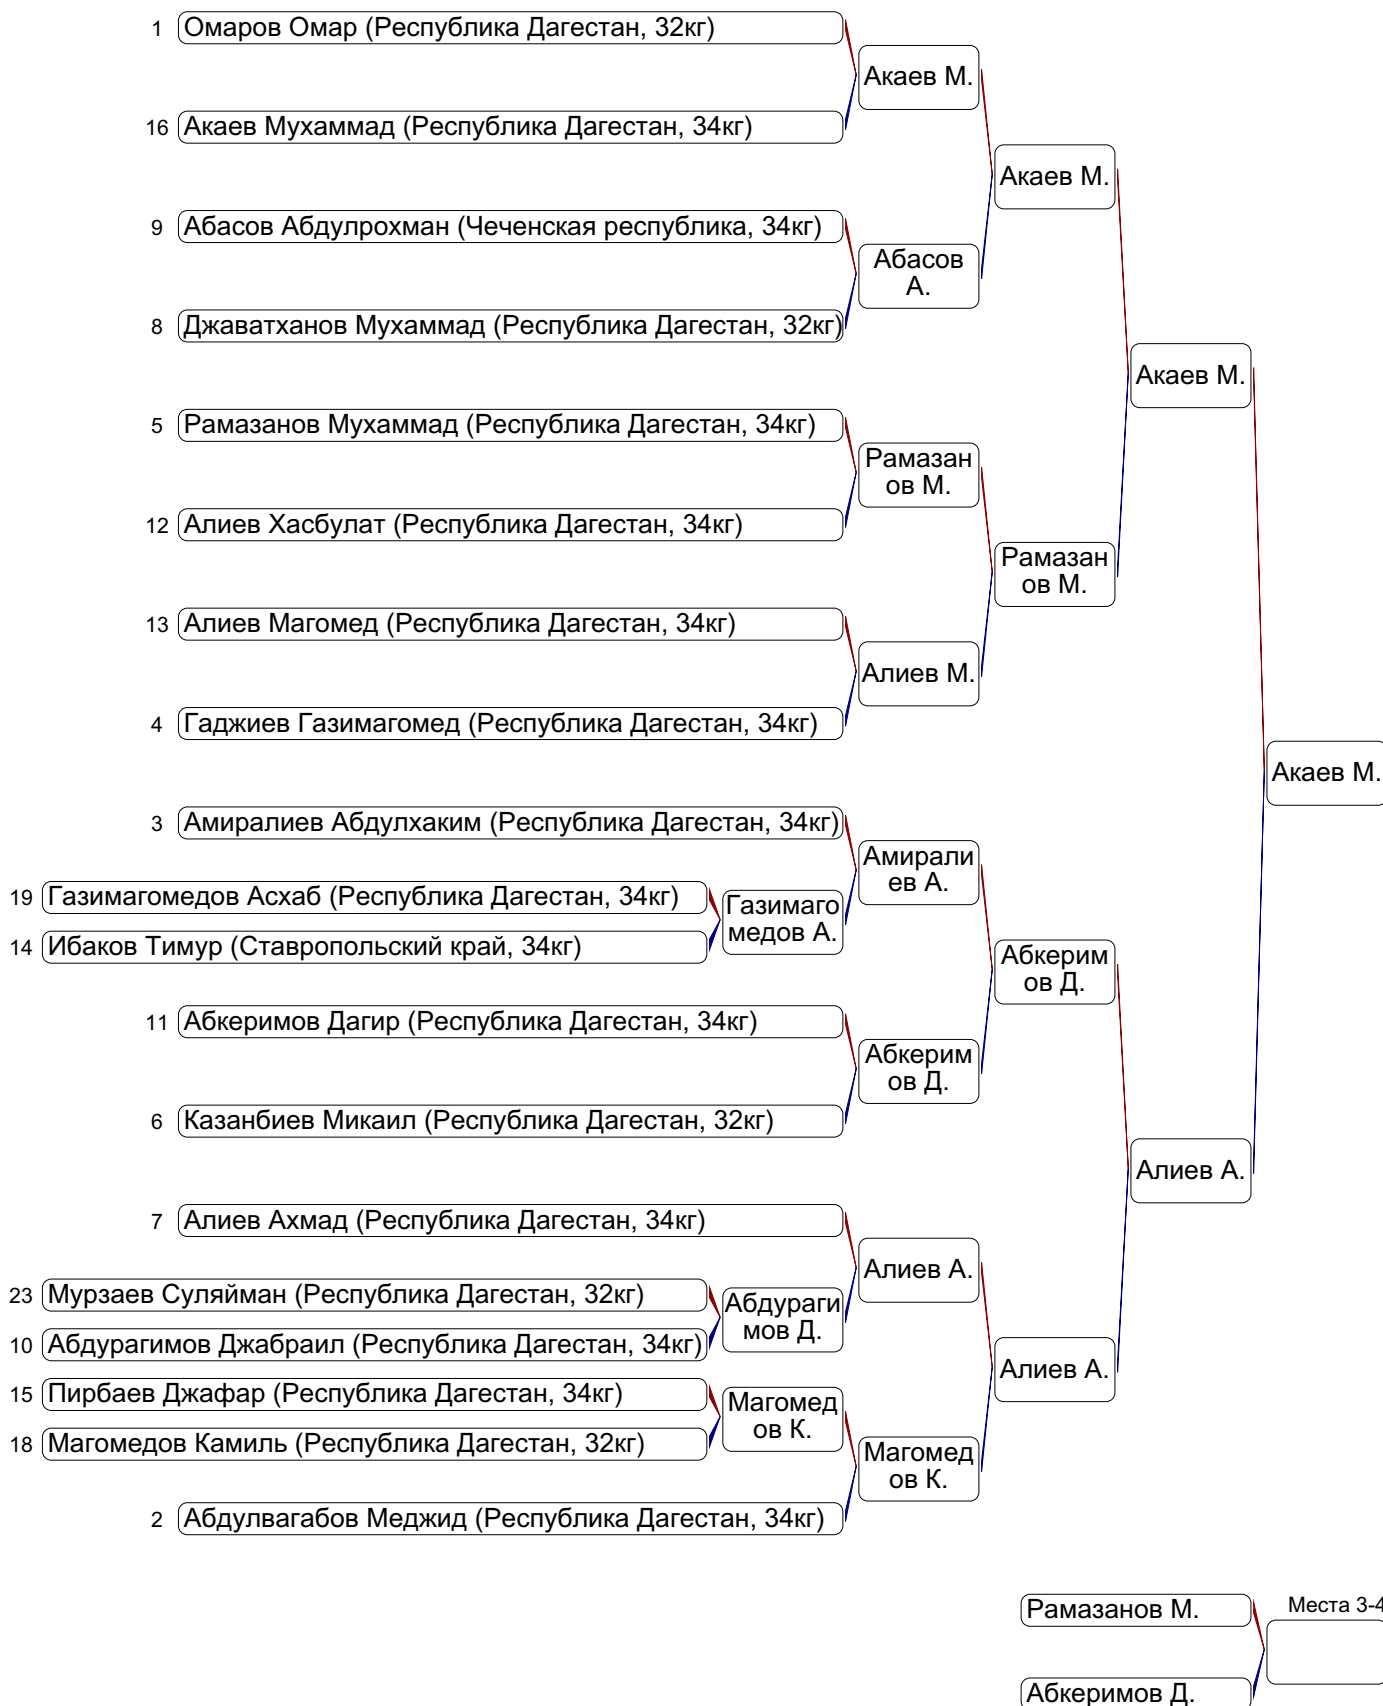 1 Омаров Омар (Республика Дагестан, 32кг)
Акаев М.
16 Акаев Мухаммад (Республика Дагестан, 34кг)
Акаев М.
9 Абасов Абдулрохман (Чеченская республика, 34кг)
Абасов
А.
8 Джаватханов Мухаммад (Республика Дагестан, 32кг)
Акаев М.
5 Рамазанов Мухаммад (Республика Дагестан, 34кг)
Рамазан
ов М.
12 Алиев Хасбулат (Республика Дагестан, 34кг)
Рамазан
ов М.
13 Алиев Магомед (Республика Дагестан, 34кг)
Алиев М.
4 Гаджиев Газимагомед (Республика Дагестан, 34кг)
Акаев М.
3 Амиралиев Абдулхаким (Республика Дагестан, 34кг)
Амирали
ев А.
19 Газимагомедов Асхаб (Республика Дагестан, 34кг)
Газимаго
медов А.
14 Ибаков Тимур (Ставропольский край, 34кг)
Абкерим
ов Д.
11 Абкеримов Дагир (Республика Дагестан, 34кг)
Абкерим
ов Д.
6 Казанбиев Микаил (Республика Дагестан, 32кг)
Алиев А.
7 Алиев Ахмад (Республика Дагестан, 34кг)
Алиев А.
23 Мурзаев Суляйман (Республика Дагестан, 32кг)
Абдураги
мов Д.
10 Абдурагимов Джабраил (Республика Дагестан, 34кг)
Алиев А.
15 Пирбаев Джафар (Республика Дагестан, 34кг)
Магомед
ов К.
18 Магомедов Камиль (Республика Дагестан, 32кг)
Магомед
ов К.
2 Абдулвагабов Меджид (Республика Дагестан, 34кг)
Рамазанов М.
Места 3-4
Абкеримов Д.